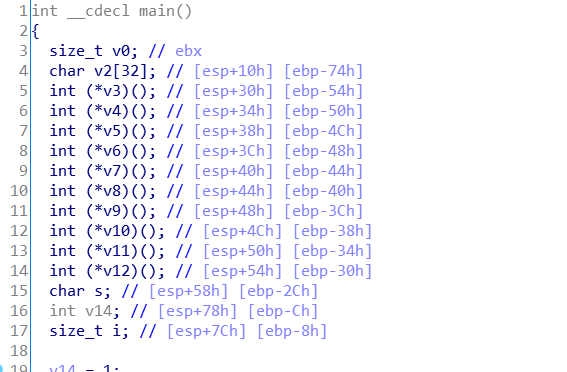 1 int __cdecl main()
2 {
3 size_t v0; // ebx
4 char v2[32]; // [esp+10h] [ebp-74h]
5 int (*v3)(); // [esp+30h] [ebp-54h]
6 int (*v4)(); // [esp+34h] [ebp-50h]
7 int (*v5)(); // [esp+38h] [ebp-4Ch]
8 int (*v6)(); // [esp+3Ch] [ebp-48h]
9 int (*v7)(); // [esp+40h] [ebp-44h]
10 int (*v8)(); // [esp+44h] [ebp-40h]
11 int (*v9)(); // [esp+48h] [ebp-3Ch]
12 int (*v10)(); // [esp+4Ch] [ebp-38h]
13 int (*v11)(); // [esp+50h] [ebp-34h]
14 int (*v12)(); // [esp+54h] [ebp-30h]
15 char s; // [esp+58h] [ebp-2Ch]
16 int v14; // [esp+78h] [ebp-Ch]
17 size_t i; // [esp+7Ch] [ebp-8h]
18
19 v14 = 1;